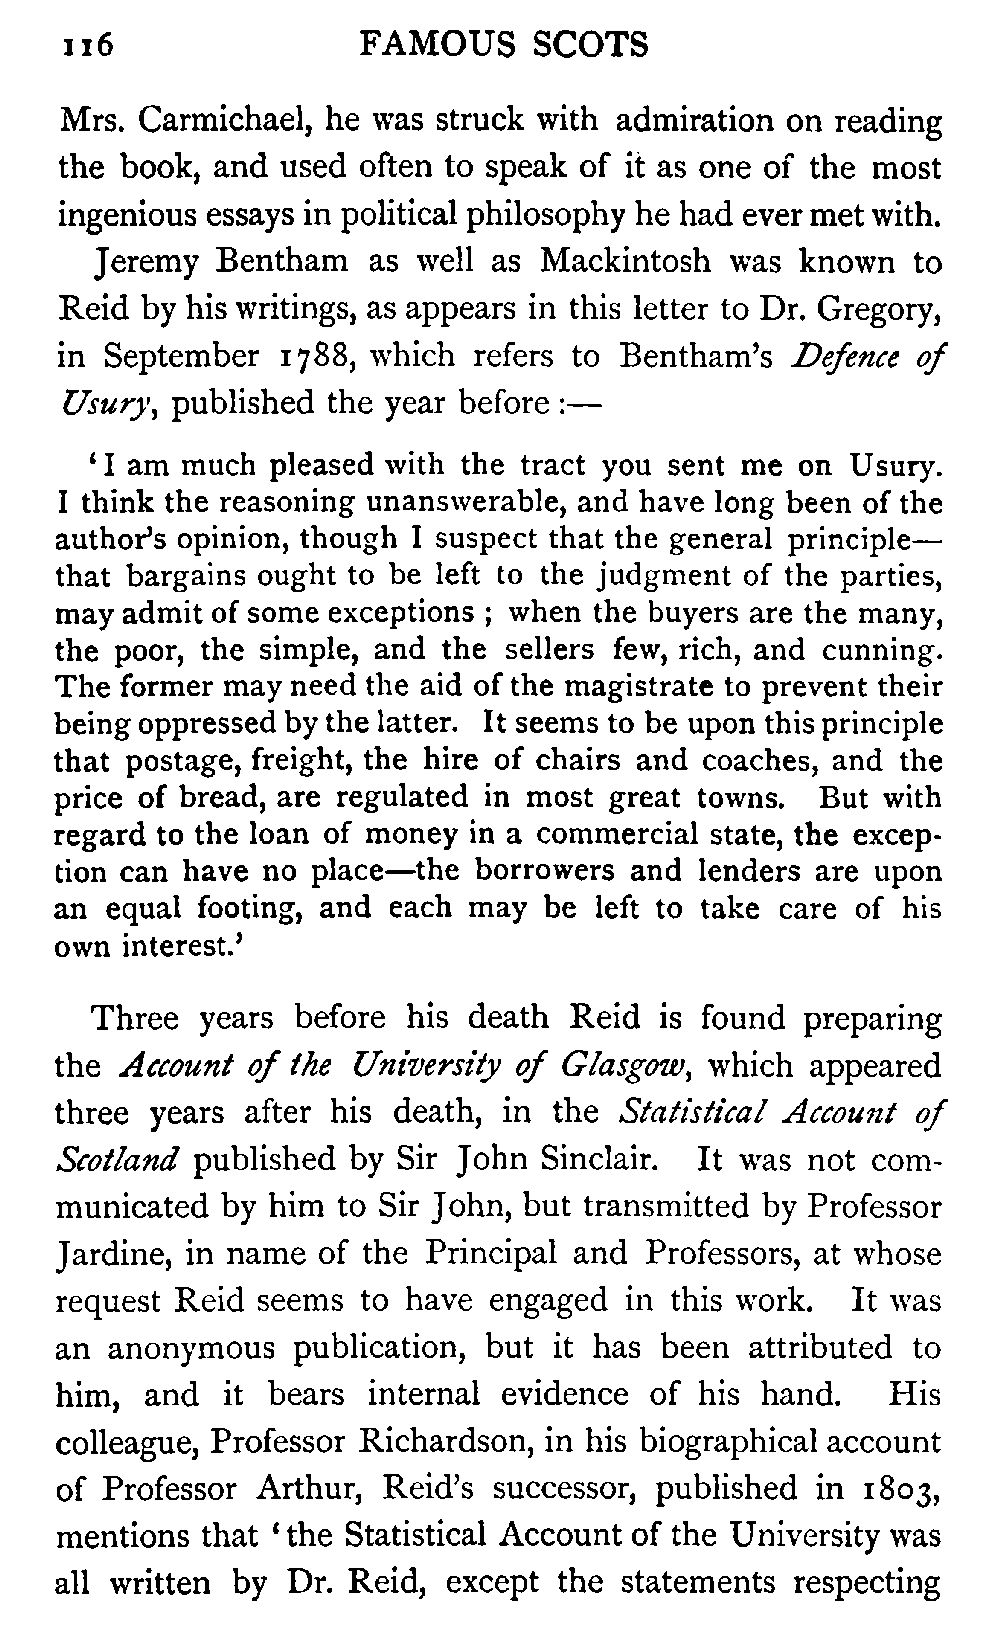 116 FAMOUS SCOTS
Mrs. Carmichael, he was struck with admiration on reading
the book, and used often to speak of it as one of the most
ingenious essays in political philosophy he had ever met with.
Jeremy Bentham as well as Mackintosh was known to
Reid by his writings, as appears in this letter to Dr. Gregory,
in September 1788, which refers to Bentham's Defence of
Usury, published the year before :—
‘I am much pleased with the tract you sent me on Usury.
I think the reasoning unanswerable, and have long been of the
author's opinion, though I suspect that the general principle—
that bargains ought to be left to the judgment of the parties,
may admit of some exceptions ; when the buyers are the many,
the poor, the simple, and the sellers few, rich, and cunning.
The former may need the aid of the magistrate to prevent their
being oppressed by the latter. It seems to be upon this principle
that postage, freight, the hire of chairs and coaches, and the
price of bread, are regulated in most great towns. But with
regard to the loan of money in a commercial state, the excep-
tion can have no place—the borrowers and lenders are upon
an equal footing, and each may be left to take care of his
own interest.’
Three years before his death Reid is found preparing
the Account of the University of Glasgow, which appeared
three years after his death, in the Statistical Account of
Scotland published by Sir John Sinclair. It was not com-
municated by him to Sir John, but transmitted by Professor
Jardine, in name of the Principal and Professors, at whose
request Reid seems to have engaged in this work. It was
an anonymous publication, but it has been attributed to
him, and it bears internal evidence of his hand. His
colleague, Professor Richardson, in his biographical account
of Professor Arthur, Reid's successor, published in 1803,
mentions that ‘the Statistical Account of the University was
all written by Dr. Reid, except the statements respecting